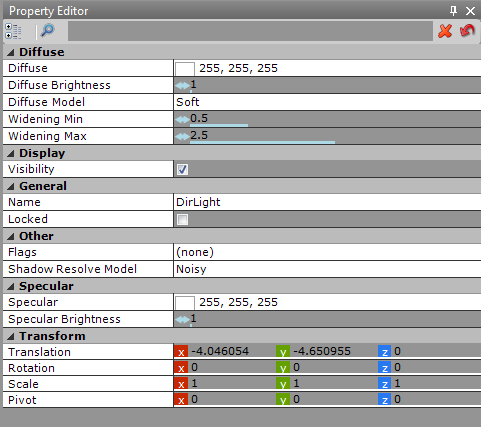 Property Editor
Diffuse
Diffuse 255, 255, 255
Diffuse Brightness 1
Diffuse Model Soft
Widening Min 0.5
Widening Max 2.5
Display
Visibility
General
Name DirLight
Locked
Other
Flags (none)
Shadow Resolve Model Noisy
Specular
Specular 255, 255, 255
Specular Brightness 1
Transform
Translation x -4.046054 y -4.650955 z 0
Rotation x 0 y 0 z 0
Scale x 1 y 1 z 1
Pivot x 0 y 0 z 0